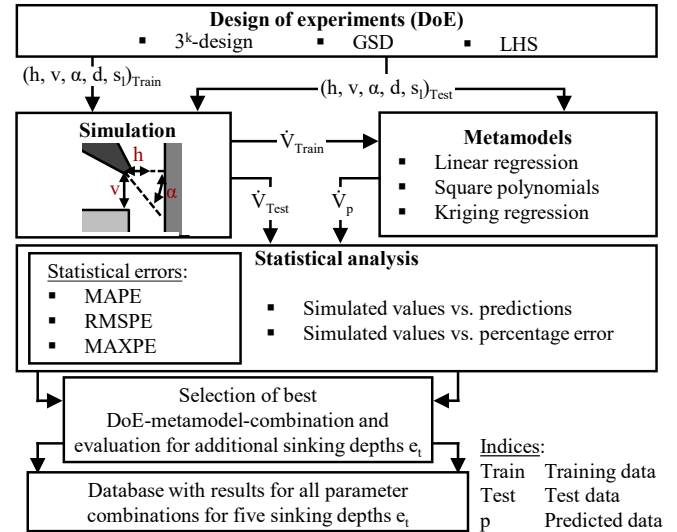 Design of experiments (DoE)
▪ 3ᵏ-design ▪ GSD ▪ LHS
(h, v, α, d, sₗ)Train
(h, v, α, d, sₗ)Test
Simulation
h
v
α
V̇Train
Metamodels
▪ Linear regression
▪ Square polynomials
▪ Kriging regression
V̇Test
V̇p
Statistical analysis
Statistical errors:
▪ MAPE
▪ RMSPE
▪ MAXPE
▪ Simulated values vs. predictions
▪ Simulated values vs. percentage error
Selection of best
DoE-metamodel-combination and
evaluation for additional sinking depths eₜ
Database with results for all parameter
combinations for five sinking depths eₜ
Indices:
Train Training data
Test Test data
p Predicted data